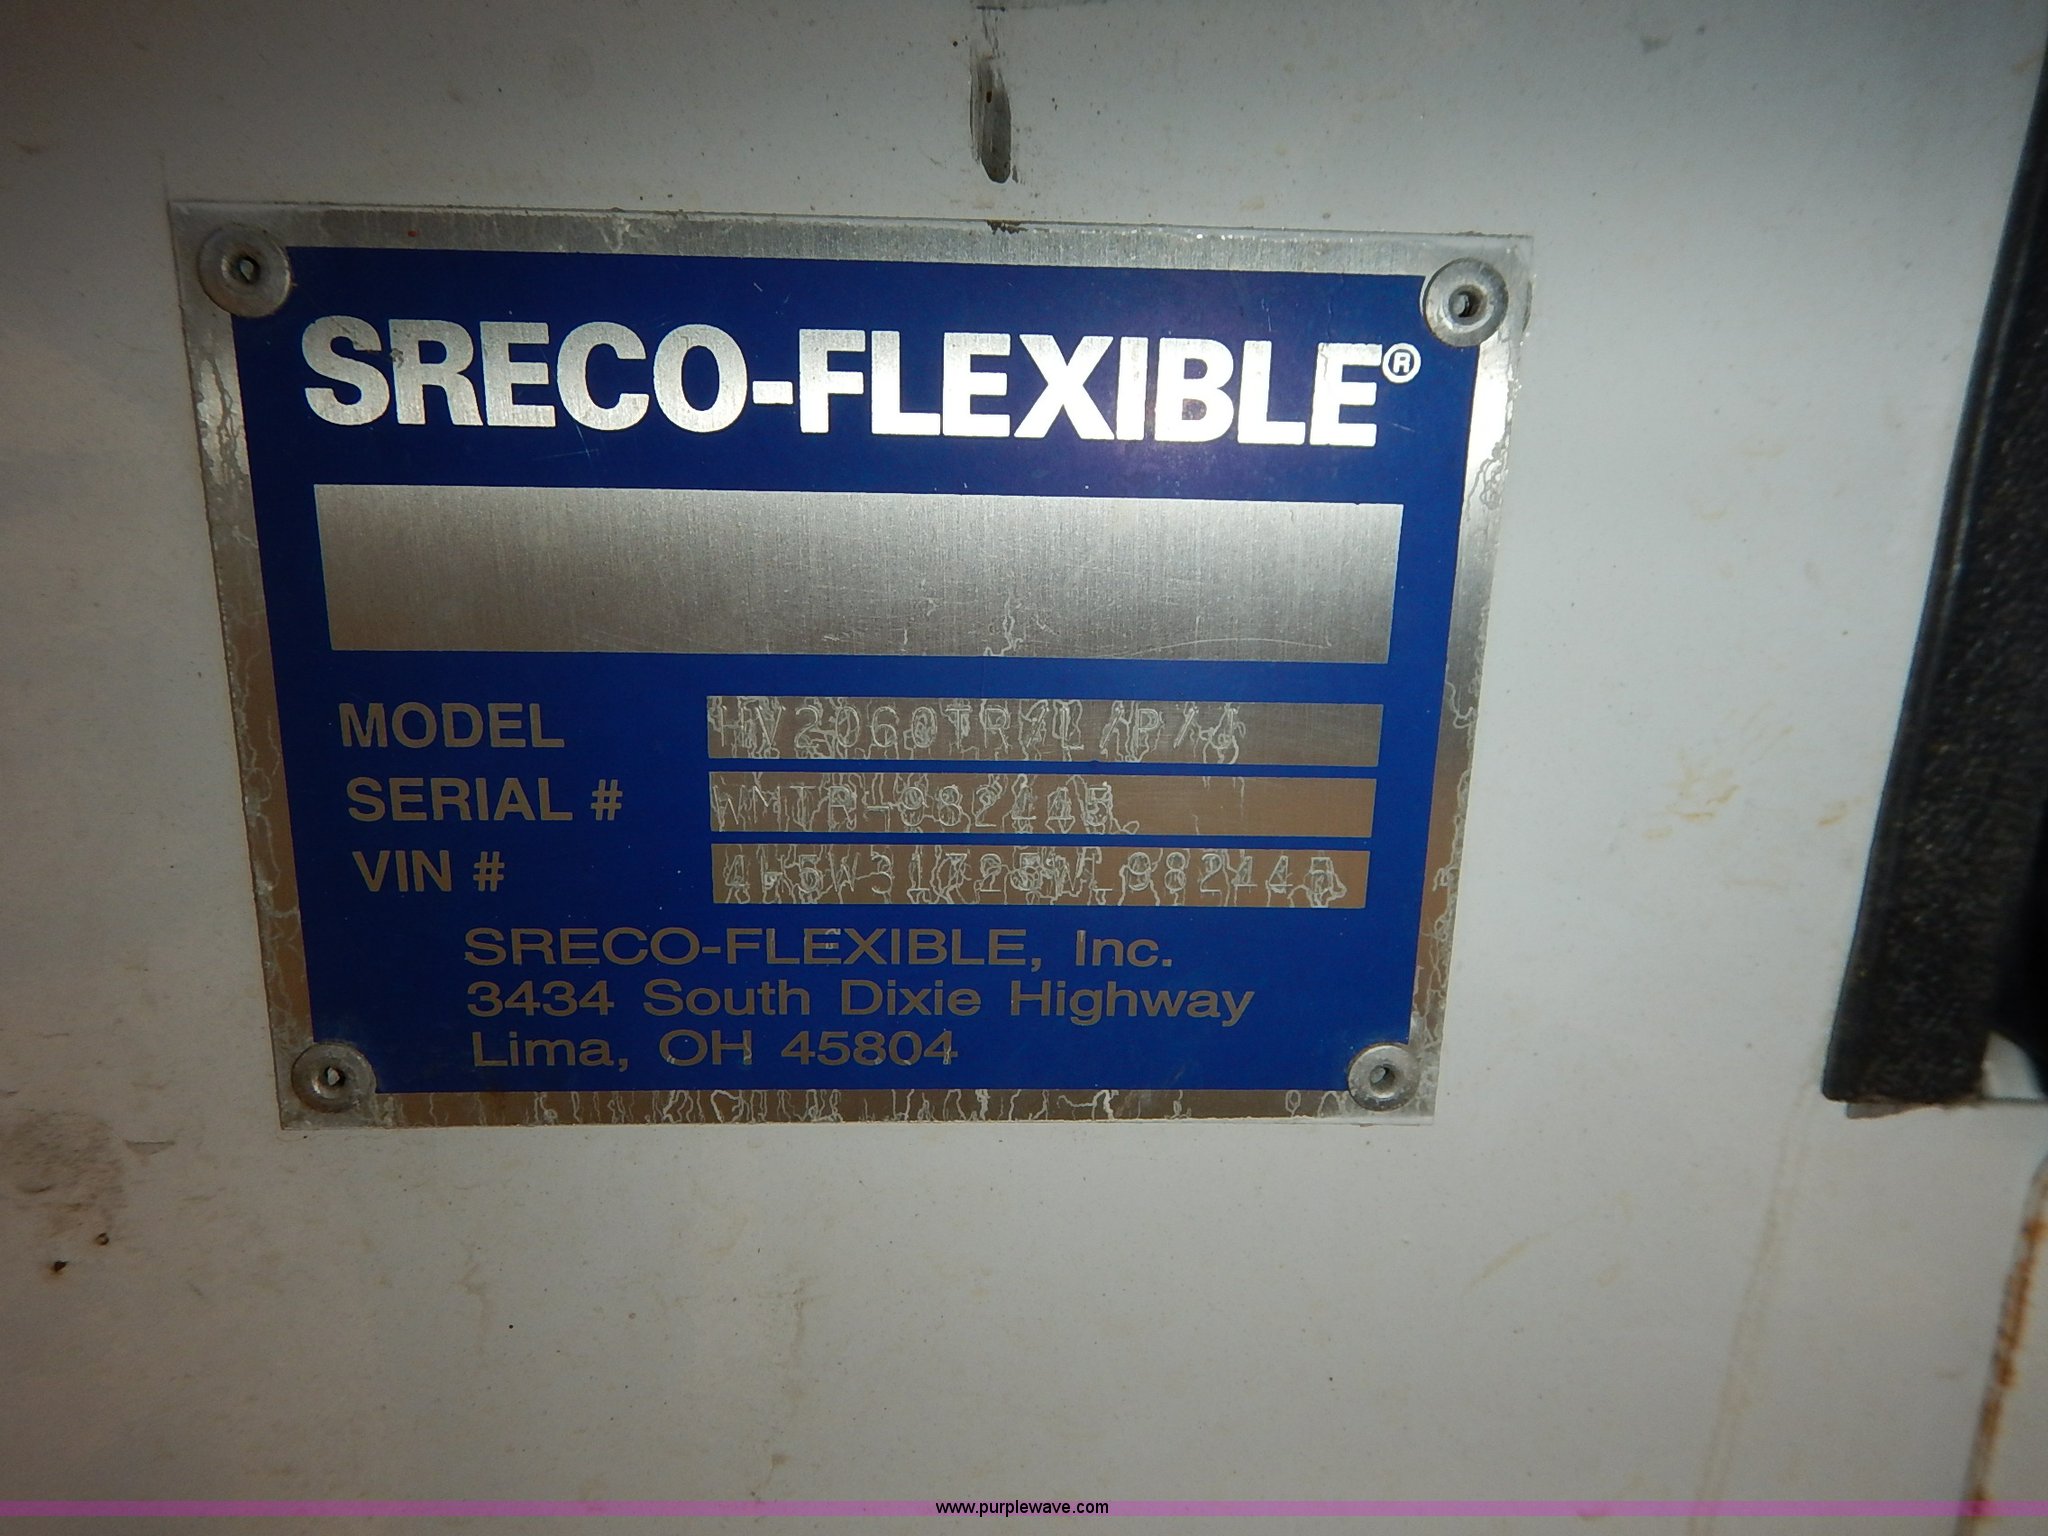 SRECO-FLEXIBLE®
MODEL
SERIAL #
VIN #
SRECO-FLEXIBLE, Inc.
3434 South Dixie Highway
Lima, OH 45804
www.purplewave.com